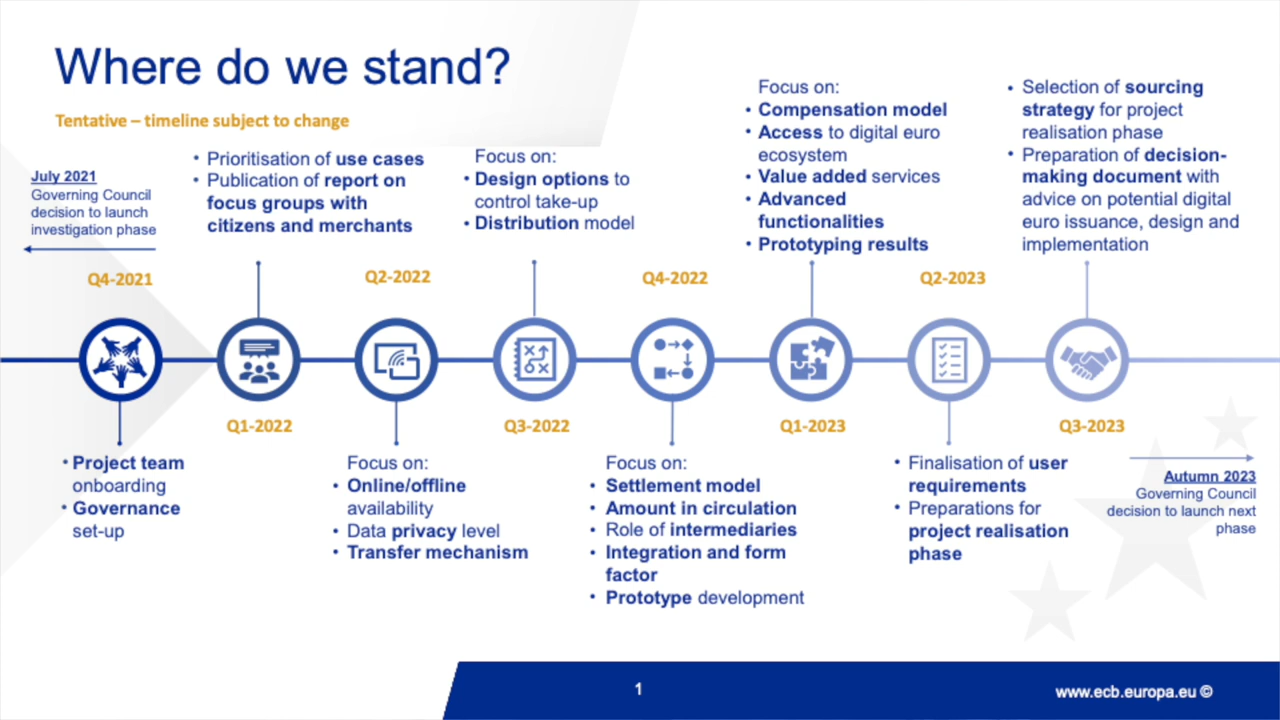 Where do we stand?
Tentative – timeline subject to change
July 2021
Governing Council
decision to launch
investigation phase
Q4-2021
• Project team
onboarding
• Governance
set-up
• Prioritisation of use cases
• Publication of report on
focus groups with
citizens and merchants
Q1-2022
Q2-2022
Focus on:
• Online/offline
availability
• Data privacy level
• Transfer mechanism
Focus on:
• Design options to
control take-up
• Distribution model
Q3-2022
Q4-2022
Focus on:
• Settlement model
• Amount in circulation
• Role of intermediaries
• Integration and form
factor
• Prototype development
Focus on:
• Compensation model
• Access to digital euro
ecosystem
• Value added services
• Advanced
functionalities
• Prototyping results
Q1-2023
Q2-2023
• Finalisation of user
requirements
• Preparations for
project realisation
phase
• Selection of sourcing
strategy for project
realisation phase
• Preparation of decision-
making document with
advice on potential digital
euro issuance, design and
implementation
Q3-2023
Autumn 2023
Governing Council
decision to launch next
phase
1
www.ecb.europa.eu ©